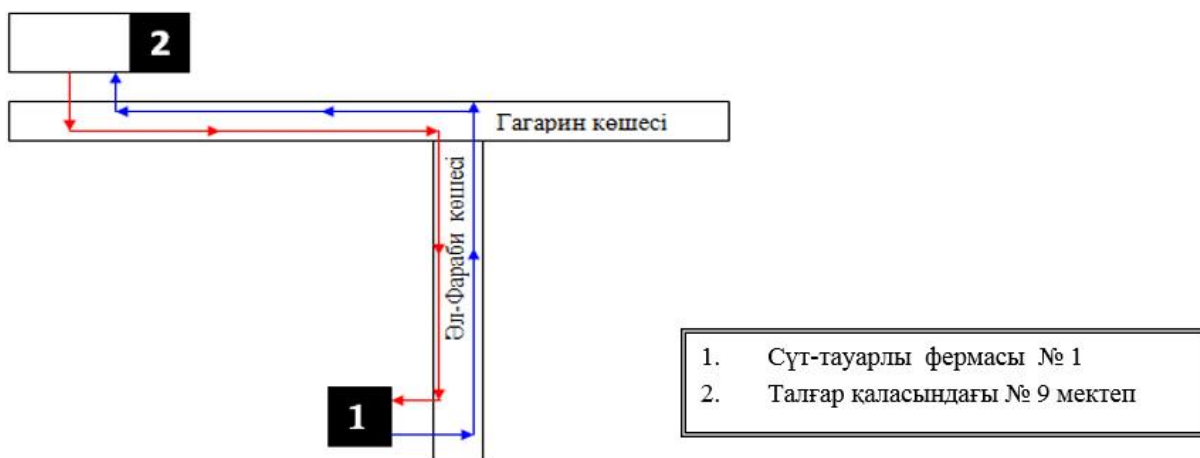 2
Гагарин көшесі
Әл-Фараби көшесі
1
1. Сүт-тауарлы фермасы № 1
2. Талғар қаласындағы № 9 мектеп